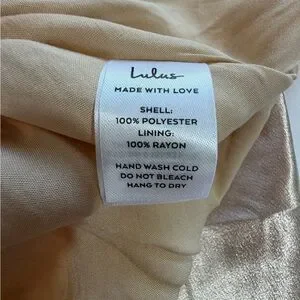 Lulus
MADE WITH LOVE
SHELL:
100% POLYESTER
LINING:
100% RAYON
HAND WASH COLD
DO NOT BLEACH
HANG TO DRY